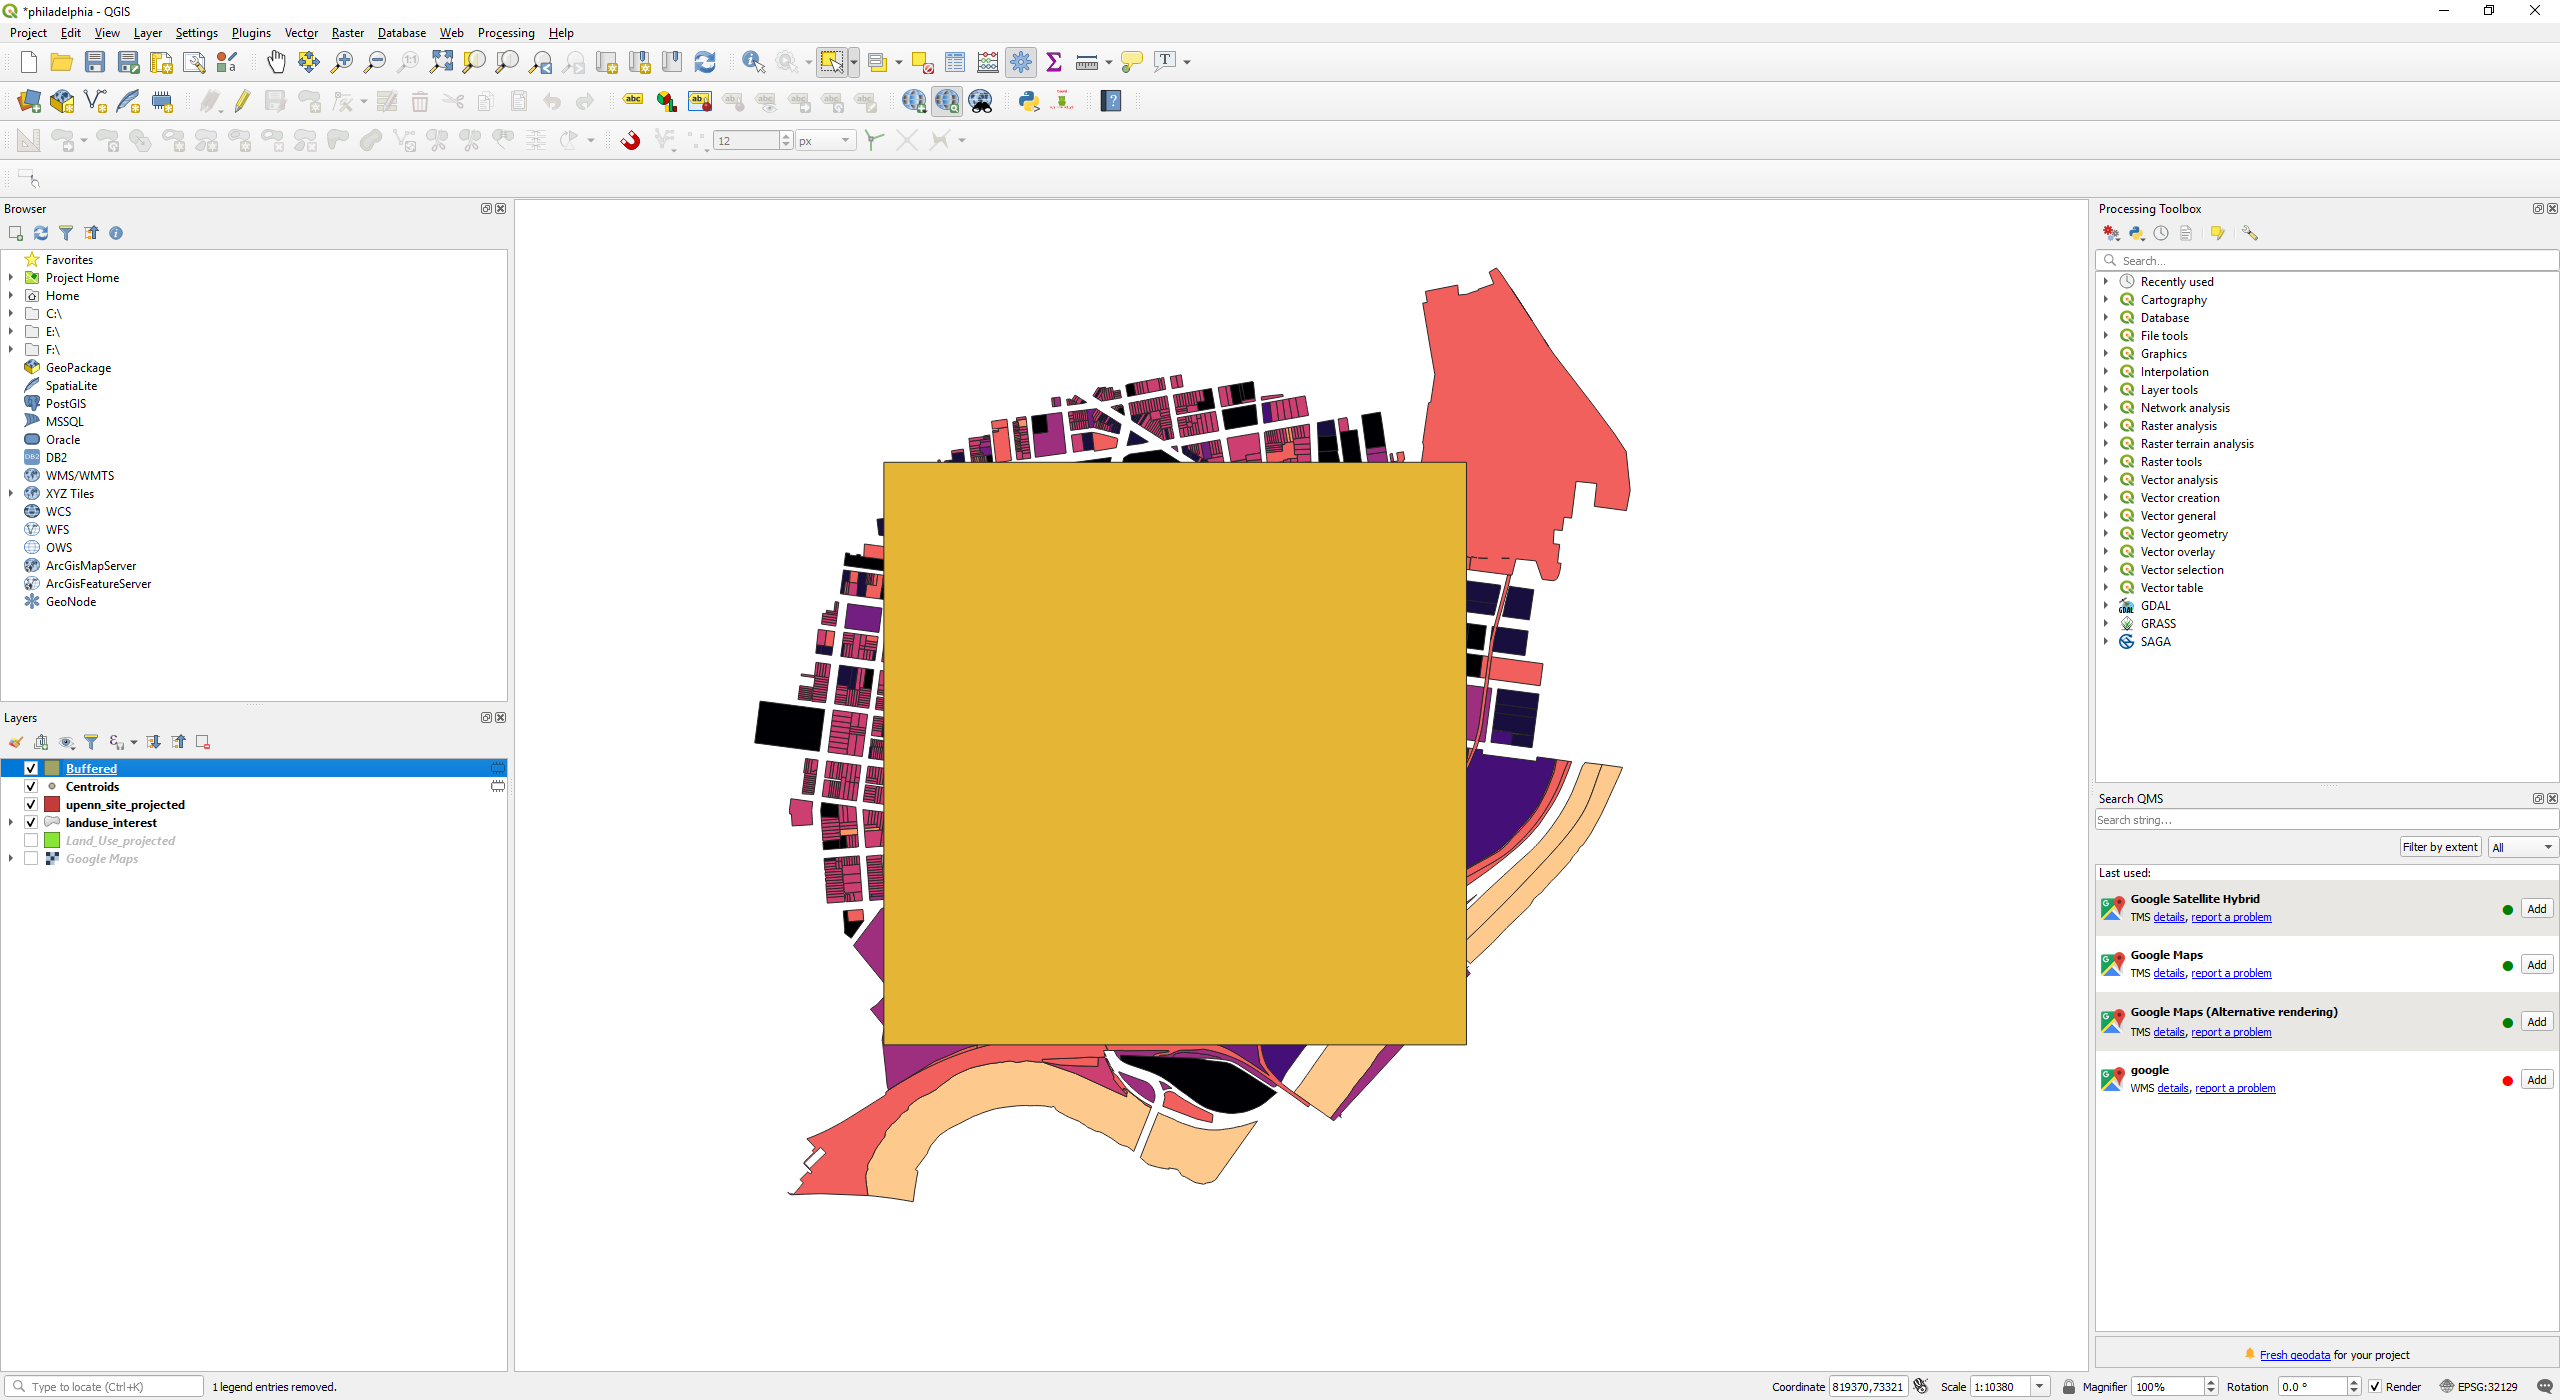 *philadelphia - QGIS
Project Edit View Layer Settings Plugins Vector Raster Database Web Processing Help
12 px
Browser
Favorites
Project Home
Home
C:\
E:\
F:\
GeoPackage
SpatiaLite
PostGIS
MSSQL
Oracle
DB2
WMS/WMTS
XYZ Tiles
WCS
WFS
OWS
ArcGisMapServer
ArcGisFeatureServer
GeoNode
Layers
Buffered
Centroids
upenn_site_projected
landuse_interest
Land_Use_projected
Google Maps
Processing Toolbox
Search...
Recently used
Cartography
Database
File tools
Graphics
Interpolation
Layer tools
Network analysis
Raster analysis
Raster terrain analysis
Raster tools
Vector analysis
Vector creation
Vector general
Vector geometry
Vector overlay
Vector selection
Vector table
GDAL
GRASS
SAGA
Search QMS
Search string...
Filter by extent All
Last used:
Google Satellite Hybrid
TMS details, report a problem
Add
Google Maps
TMS details, report a problem
Add
Google Maps (Alternative rendering)
TMS details, report a problem
Add
google
WMS details, report a problem
Add
Fresh geodata for your project
Type to locate (Ctrl+K) 1 legend entries removed. Coordinate 819370,73321 Scale 1:10380 Magnifier 100% Rotation 0.0 ° Render EPSG:32129